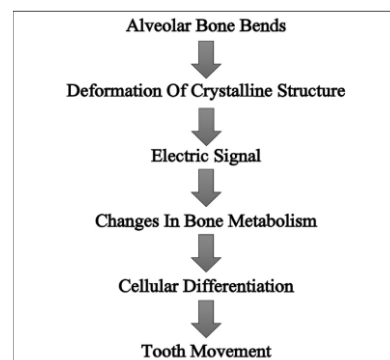 Alveolar Bone Bends
Deformation Of Crystalline Structure
Electric Signal
Changes In Bone Metabolism
Cellular Differentiation
Tooth Movement